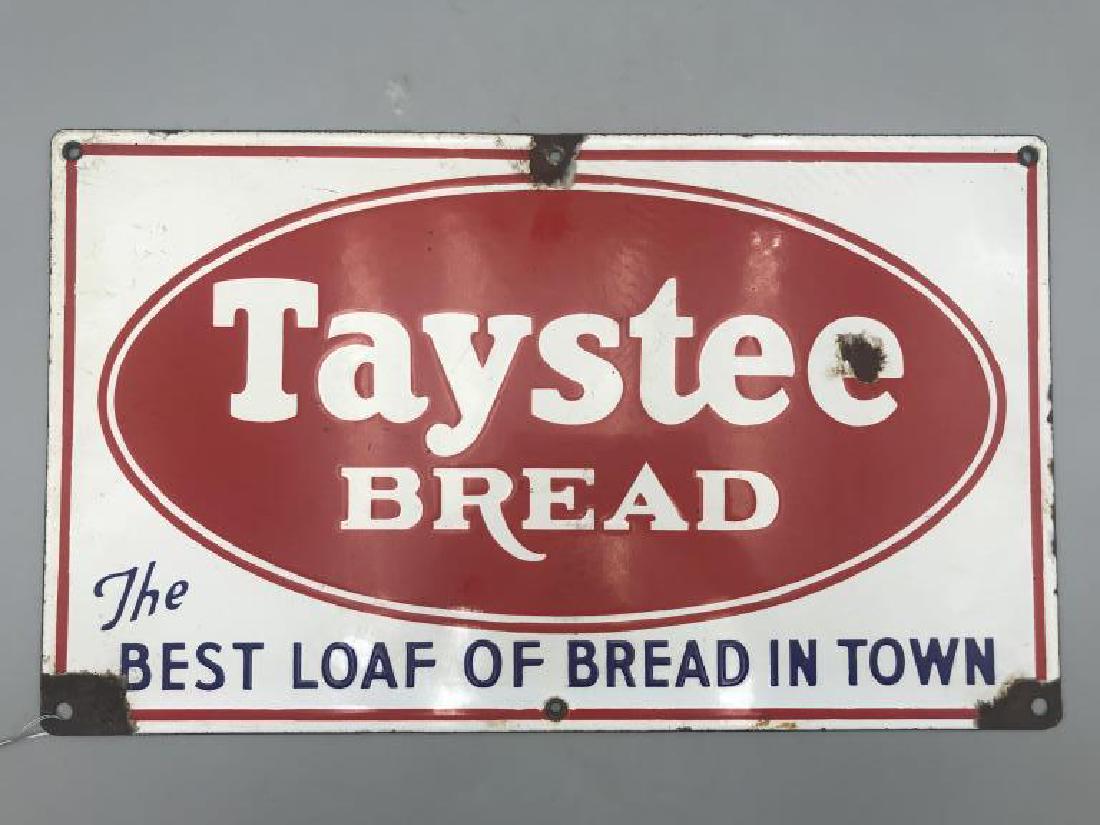 Taystee
BREAD
The
BEST LOAF OF BREAD IN TOWN